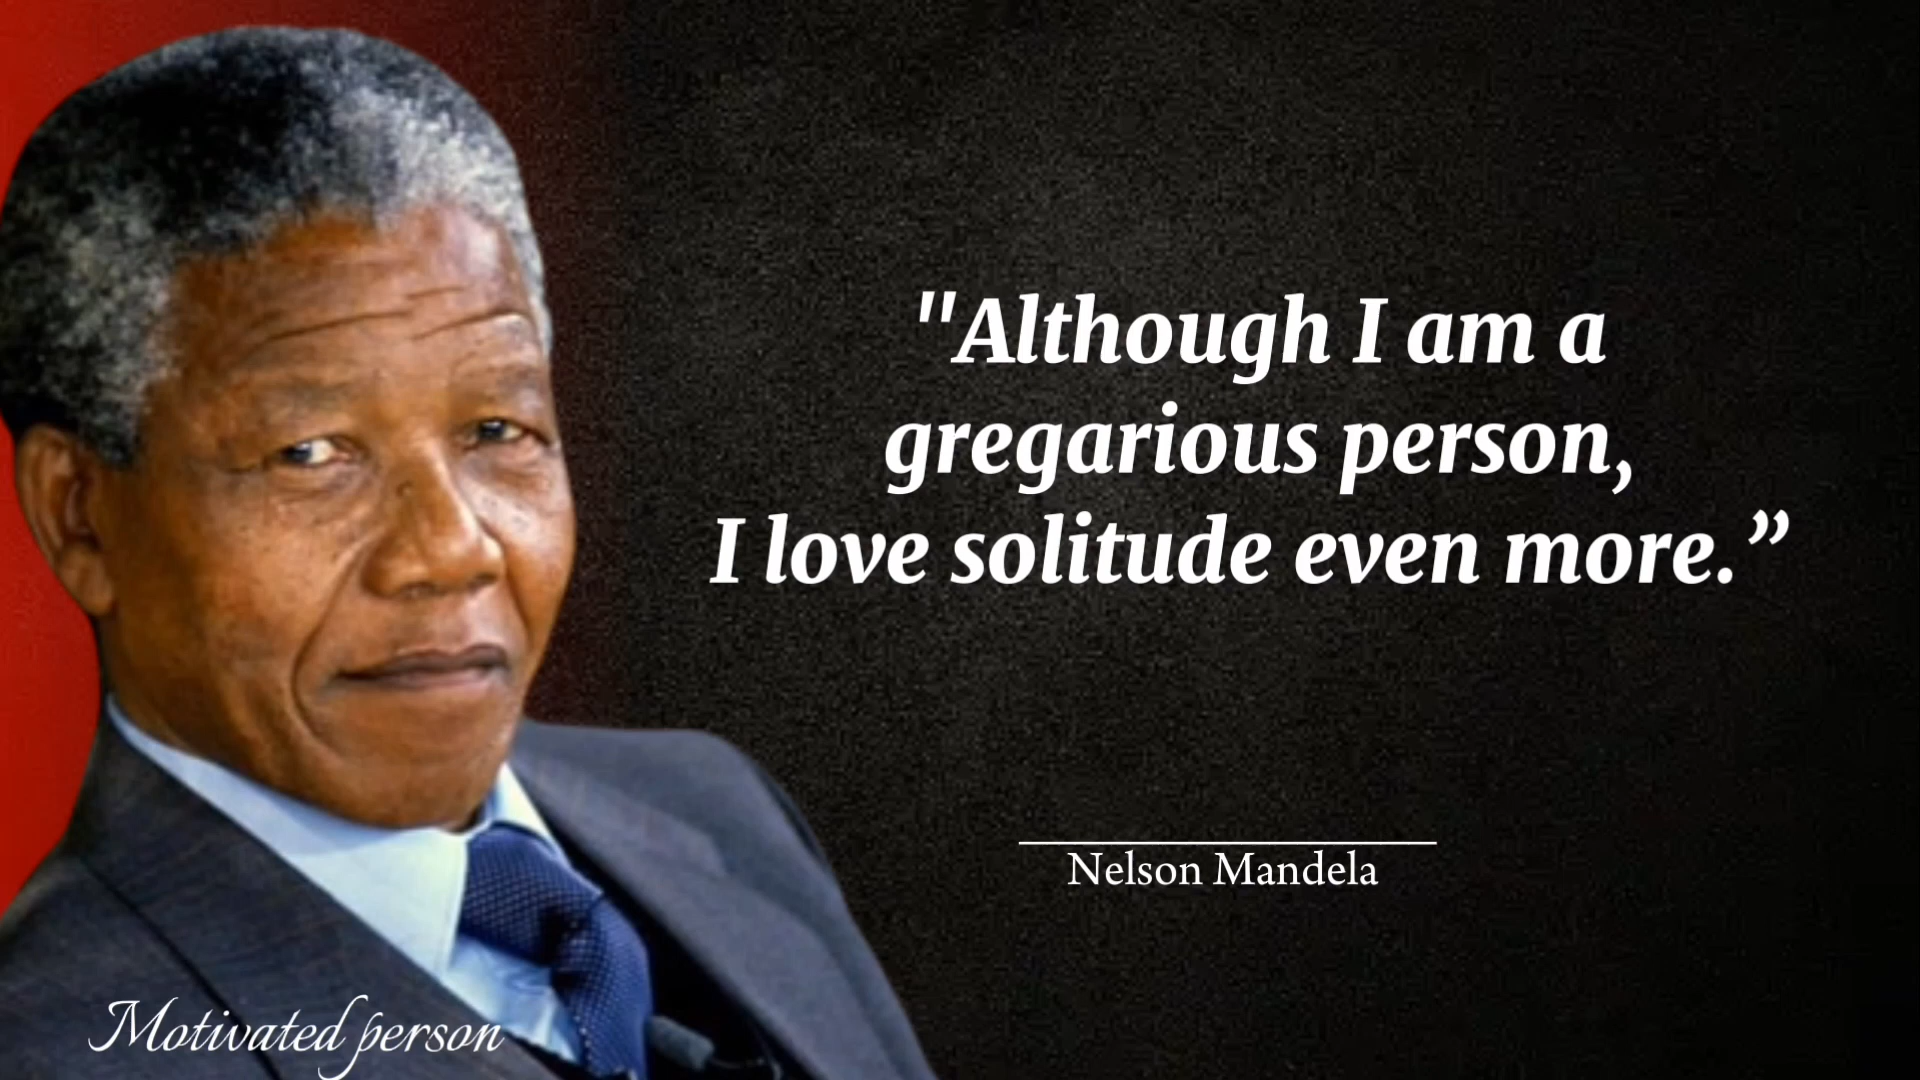 "Although I am a
gregarious person,
I love solitude even more.”
Nelson Mandela
Motivated person